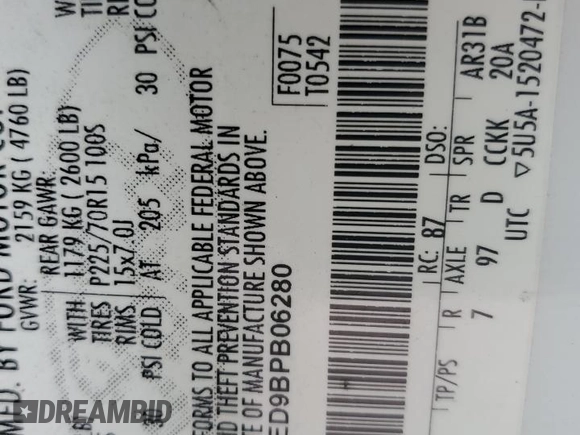 MFD. BY FORD MOTOR CO.
GVWR: 2159 KG ( 4760 LB)
REAR GAWR:
WITH 1179 KG ( 2600 LB)
TIRES P225/70R15 100S
RIMS 15x7.0J
PSI COLD AT 205 kPa/ 30 PSI CO
FORMS TO ALL APPLICABLE FEDERAL MOTOR
D THEFT PREVENTION STANDARDS IN
E OF MANUFACTURE SHOWN ABOVE.
ED9BPB06280
F0075
T0542
RC: B7 DSO:
TP/PS R AXLE TR SPR AR31B
7 97 D CCKK 20A
UTC ▽5U5A-1520472-
DREAMBID